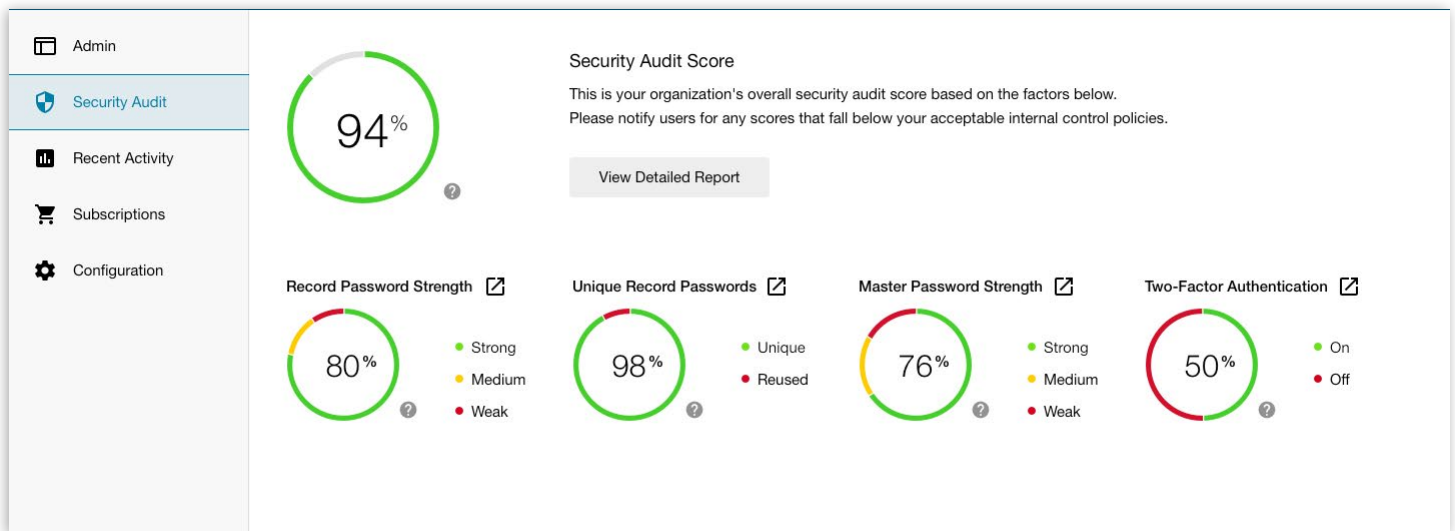 Admin
Security Audit
Recent Activity
Subscriptions
Configuration
94%
?
Security Audit Score
This is your organization's overall security audit score based on the factors below.
Please notify users for any scores that fall below your acceptable internal control policies.
View Detailed Report
Record Password Strength
80%
Strong
Medium
Weak
?
Unique Record Passwords
98%
Unique
Reused
?
Master Password Strength
76%
Strong
Medium
Weak
?
Two-Factor Authentication
50%
On
Off
?